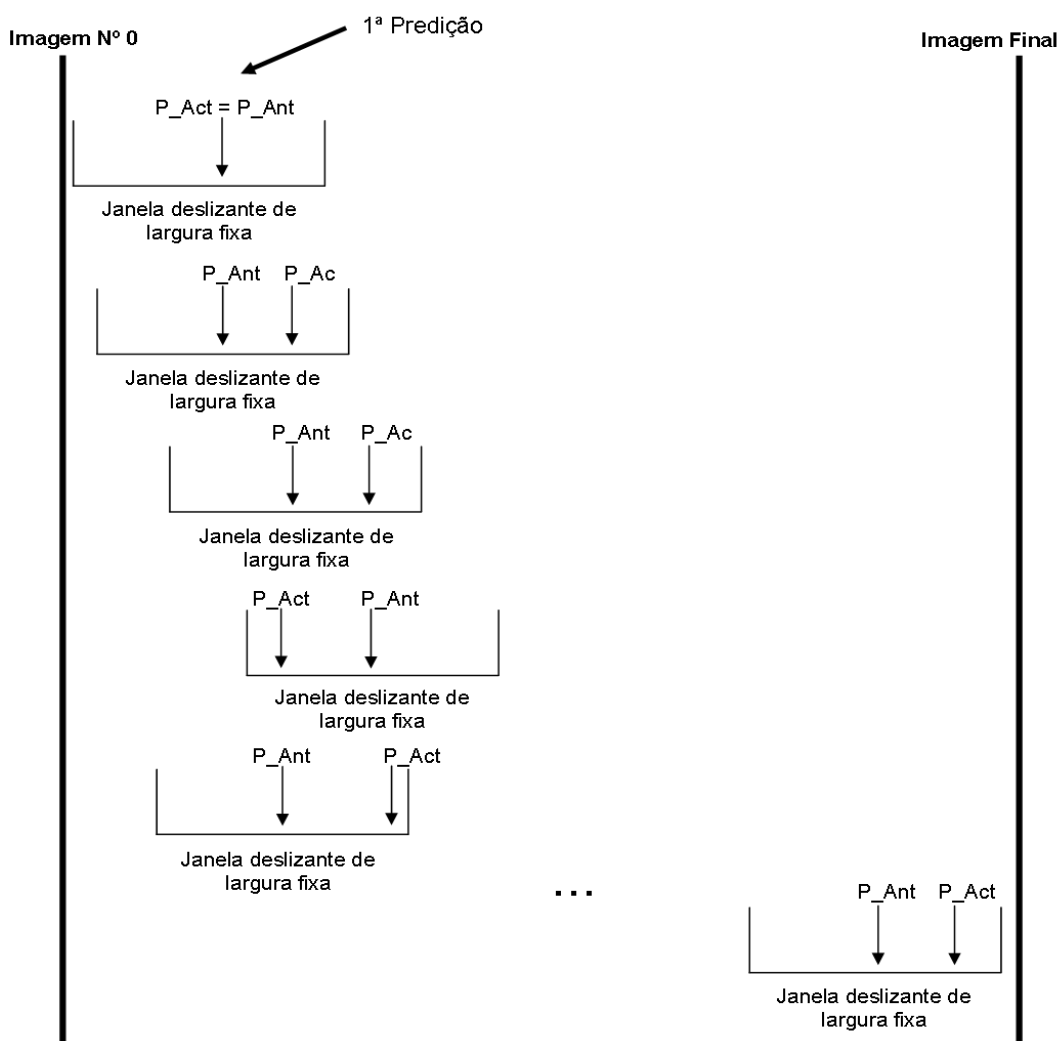 Imagem Nº 0
1ª Predição
Imagem Final
P_Act = P_Ant
Janela deslizante de
largura fixa
P_Ant P_Ac
Janela deslizante de
largura fixa
P_Ant P_Ac
Janela deslizante de
largura fixa
P_Act P_Ant
Janela deslizante de
largura fixa
P_Ant P_Act
Janela deslizante de
largura fixa
...
P_Ant P_Act
Janela deslizante de
largura fixa